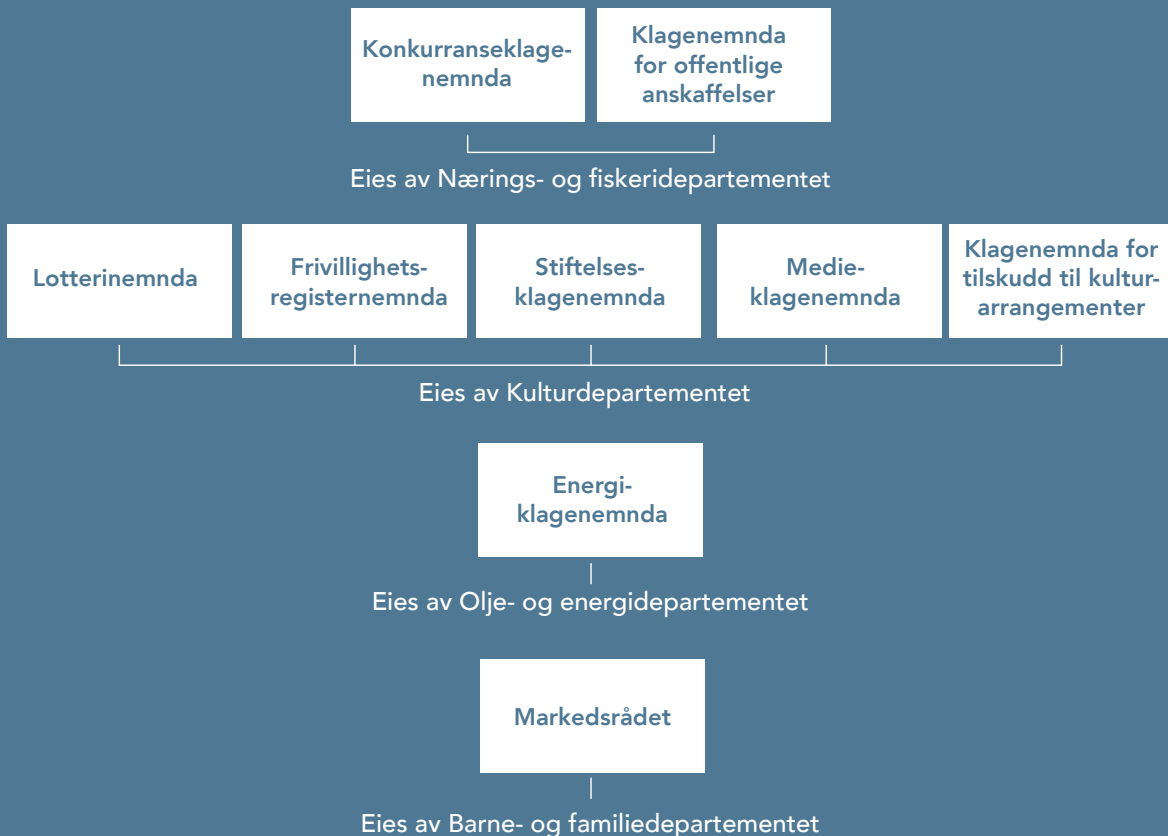 Konkurranseklage-
nemnda
Klagenemnda
for offentlige
anskaffelser
Eies av Nærings- og fiskeridepartementet
Lotterinemnda
Frivillighets-
registernemnda
Stiftelses-
klagenemnda
Medie-
klagenemnda
Klagenemnda for
tilskudd til kultur-
arrangementer
Eies av Kulturdepartementet
Energi-
klagenemnda
Eies av Olje- og energidepartementet
Markedsrådet
Eies av Barne- og familiedepartementet